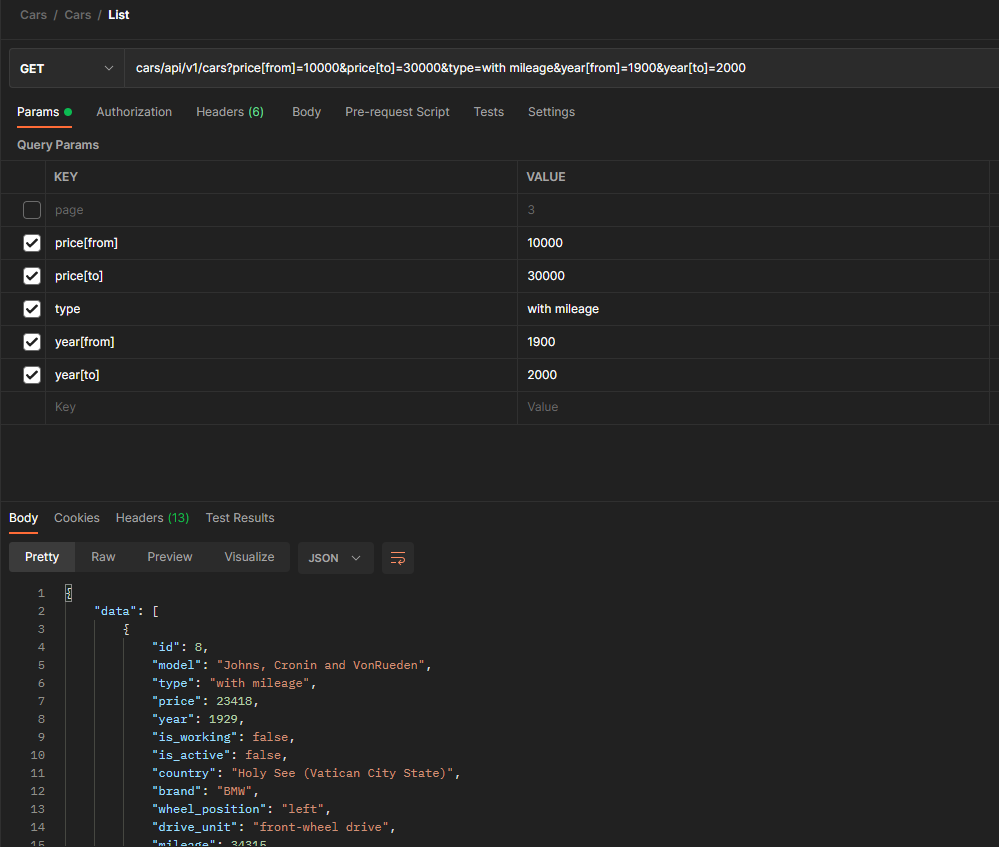 Cars / Cars / List
GET cars/api/v1/cars?price[from]=10000&price[to]=30000&type=with mileage&year[from]=1900&year[to]=2000
Params Authorization Headers (6) Body Pre-request Script Tests Settings
Query Params
KEY VALUE
page 3
price[from] 10000
price[to] 30000
type with mileage
year[from] 1900
year[to] 2000
Key Value
Body Cookies Headers (13) Test Results
Pretty Raw Preview Visualize JSON
1 {
2 "data": [
3 {
4 "id": 8,
5 "model": "Johns, Cronin and VonRueden",
6 "type": "with mileage",
7 "price": 23418,
8 "year": 1929,
9 "is_working": false,
10 "is_active": false,
11 "country": "Holy See (Vatican City State)",
12 "brand": "BMW",
13 "wheel_position": "left",
14 "drive_unit": "front-wheel drive",
15 "mileage": 34315